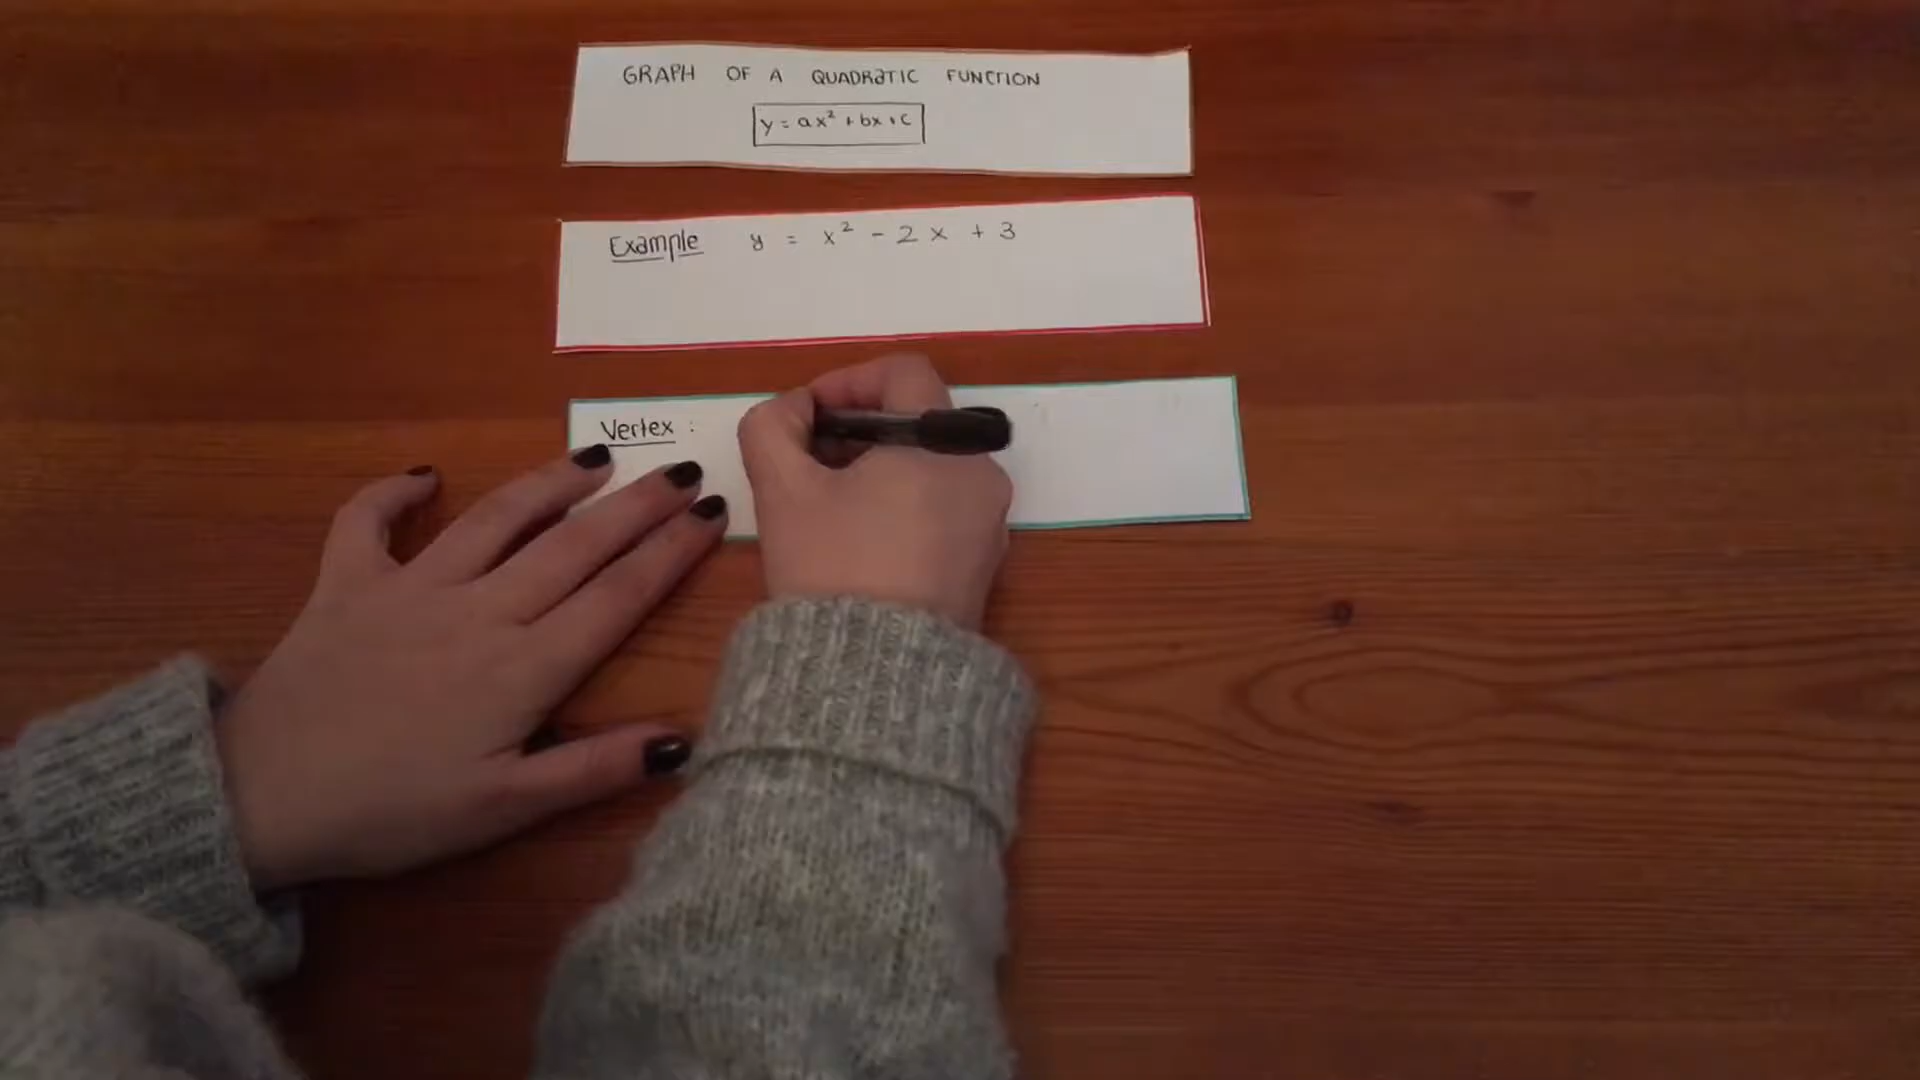 GRAPH OF A QUADRATIC FUNCTION
y = ax² + bx + c
Example y = x² - 2x + 3
Vertex :